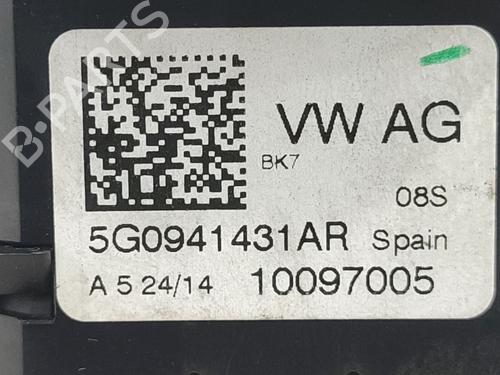 B-PARTS
VW AG
BK7
08S
5G0941431AR Spain
A 5 24/14 10097005